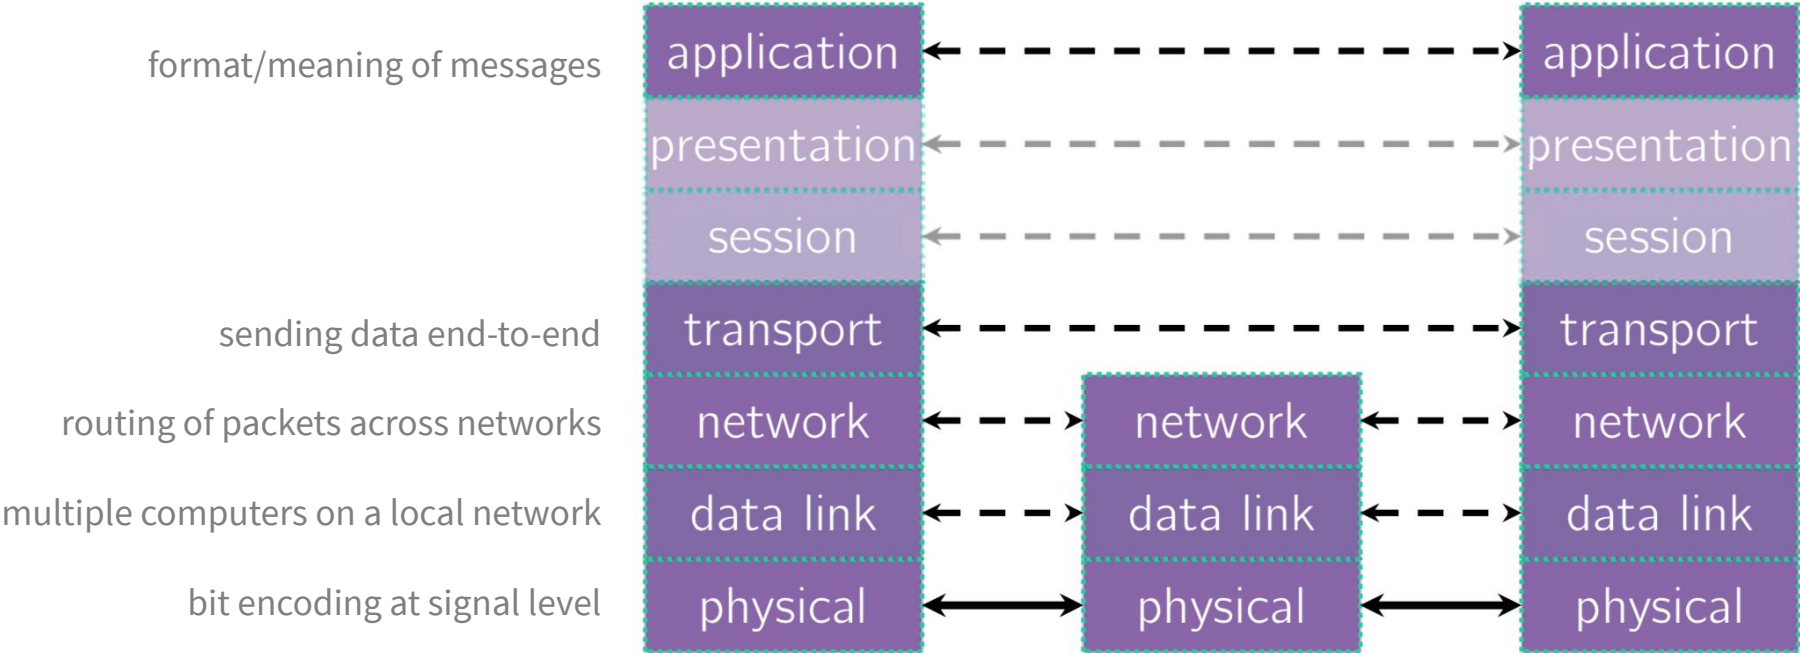 format/meaning of messages
application
application
presentation
presentation
session
session
sending data end-to-end
transport
transport
routing of packets across networks
network
network
network
multiple computers on a local network
data link
data link
data link
bit encoding at signal level
physical
physical
physical